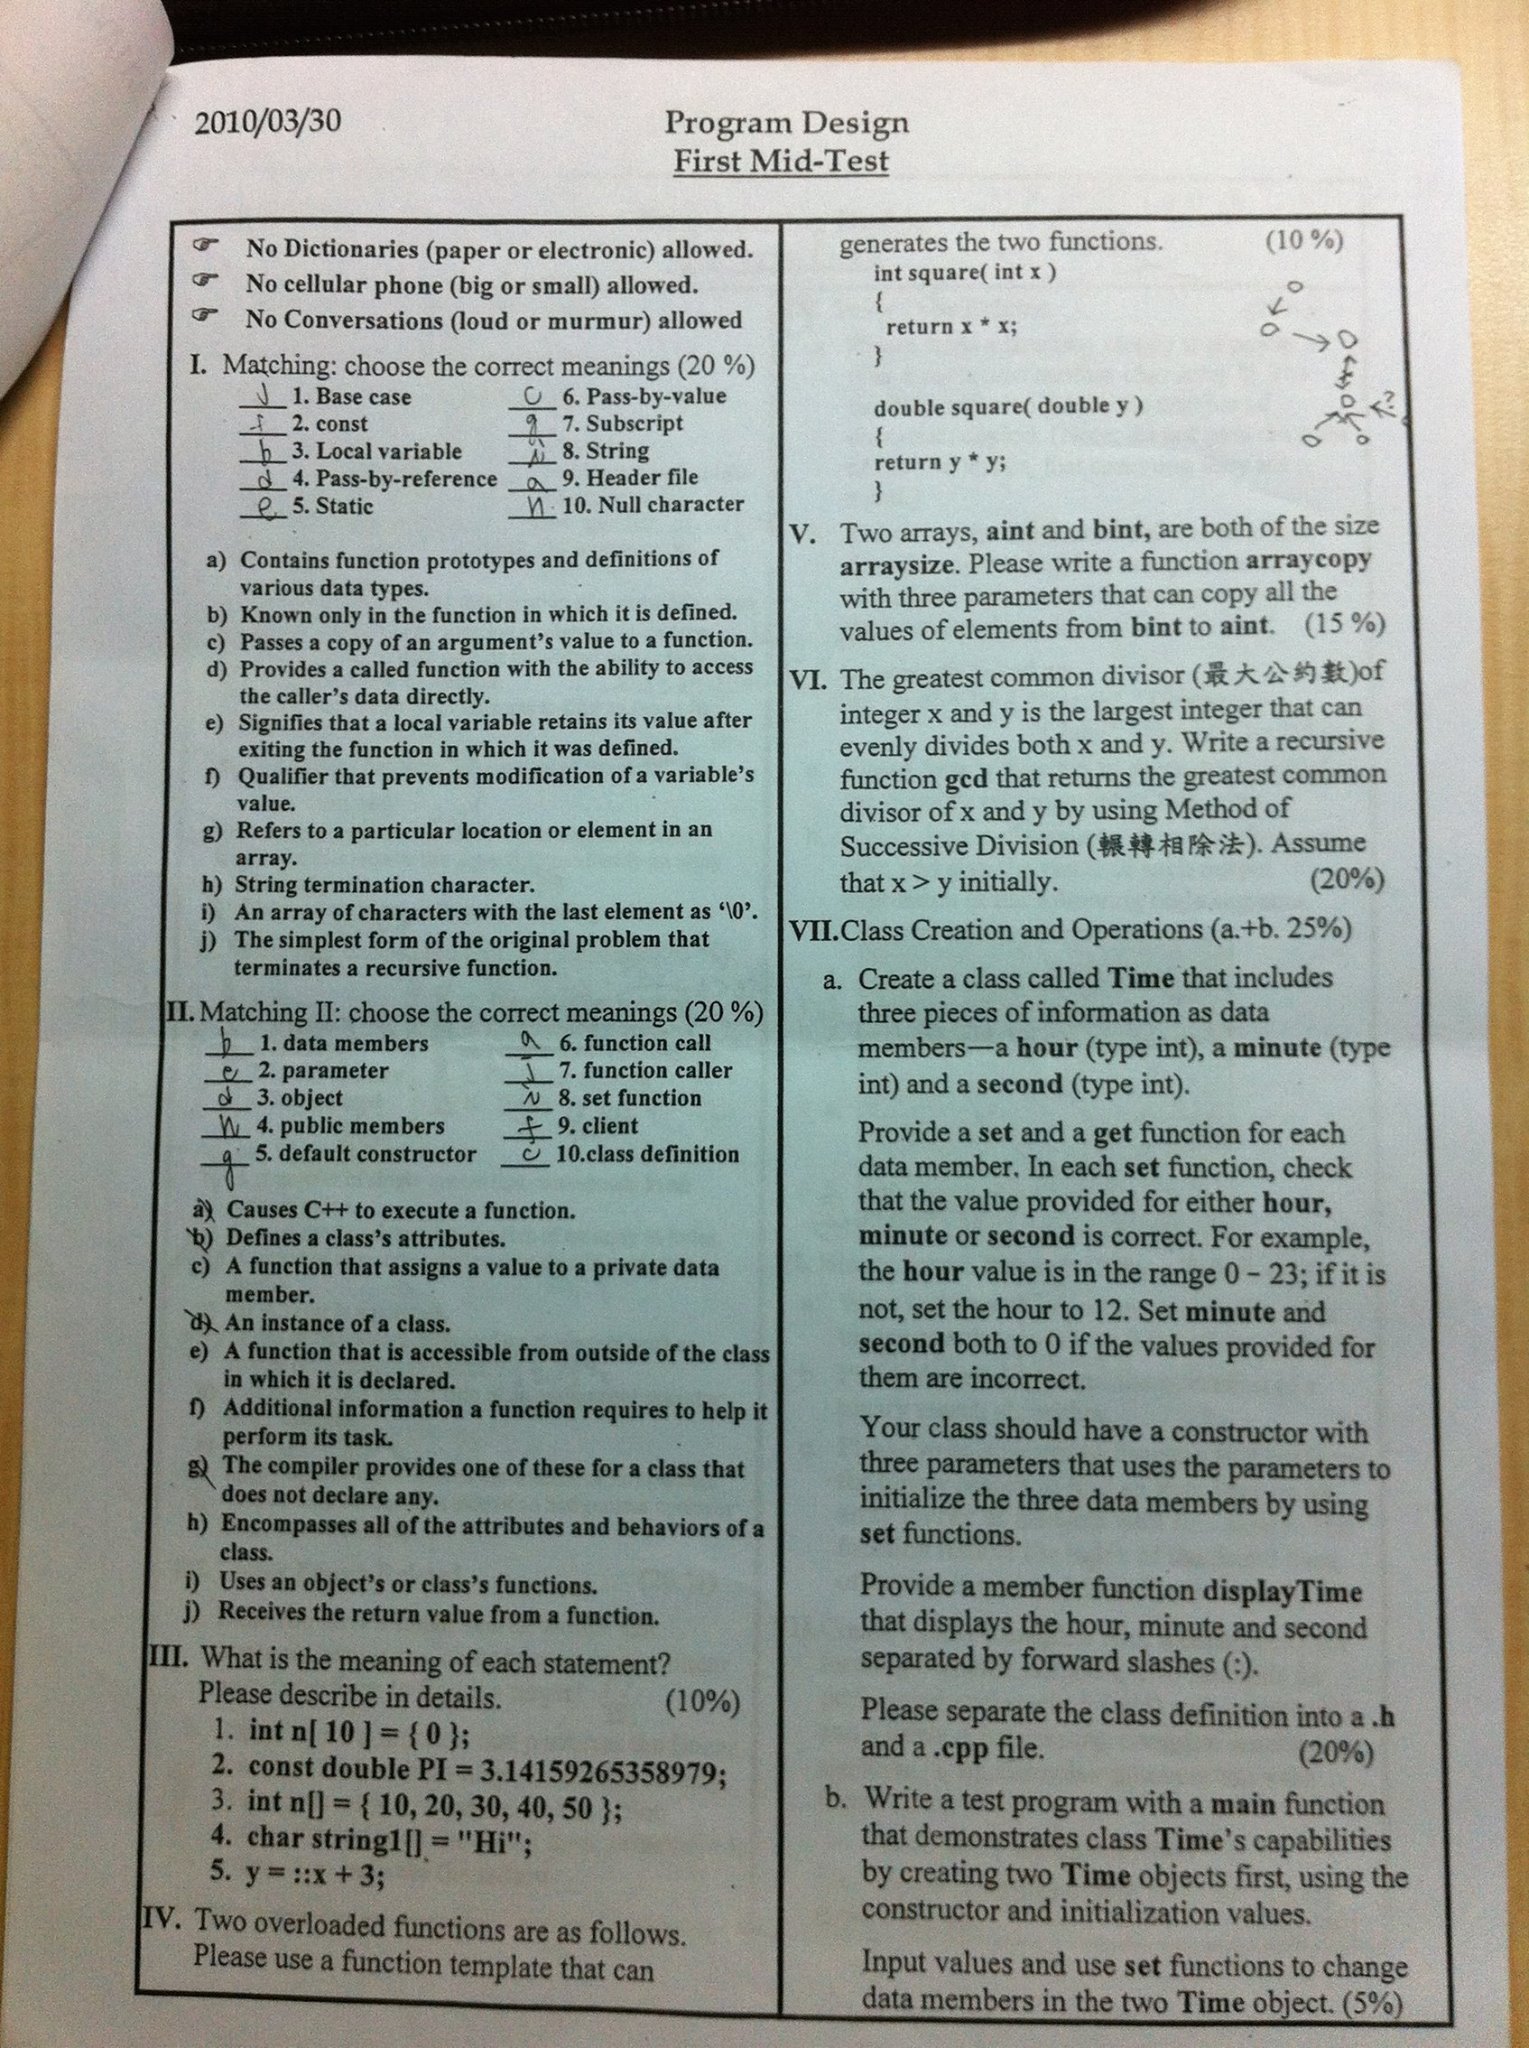 2010/03/30
Program Design
First Mid-Test
☞ No Dictionaries (paper or electronic) allowed.
☞ No cellular phone (big or small) allowed.
☞ No Conversations (loud or murmur) allowed
I. Matching: choose the correct meanings (20 %)
j 1. Base case c 6. Pass-by-value
f 2. const g 7. Subscript
b 3. Local variable i 8. String
d 4. Pass-by-reference a 9. Header file
e 5. Static h 10. Null character
a) Contains function prototypes and definitions of
various data types.
b) Known only in the function in which it is defined.
c) Passes a copy of an argument's value to a function.
d) Provides a called function with the ability to access
the caller's data directly.
e) Signifies that a local variable retains its value after
exiting the function in which it was defined.
f) Qualifier that prevents modification of a variable's
value.
g) Refers to a particular location or element in an
array.
h) String termination character.
i) An array of characters with the last element as ‘\0’.
j) The simplest form of the original problem that
terminates a recursive function.
II. Matching II: choose the correct meanings (20 %)
b 1. data members a 6. function call
e 2. parameter j 7. function caller
d 3. object 8. set function
h 4. public members f 9. client
g 5. default constructor c 10.class definition
a) Causes C++ to execute a function.
b) Defines a class's attributes.
c) A function that assigns a value to a private data
member.
d) An instance of a class.
e) A function that is accessible from outside of the class
in which it is declared.
f) Additional information a function requires to help it
perform its task.
g) The compiler provides one of these for a class that
does not declare any.
h) Encompasses all of the attributes and behaviors of a
class.
i) Uses an object's or class's functions.
j) Receives the return value from a function.
III. What is the meaning of each statement?
Please describe in details. (10%)
1. int n[ 10 ] = { 0 };
2. const double PI = 3.14159265358979;
3. int n[] = { 10, 20, 30, 40, 50 };
4. char string1[] = "Hi";
5. y = ::x + 3;
IV. Two overloaded functions are as follows.
Please use a function template that can
generates the two functions. (10 %)
int square( int x )
{
return x * x;
}
double square( double y )
{
return y * y;
}
?
V. Two arrays, aint and bint, are both of the size
arraysize. Please write a function arraycopy
with three parameters that can copy all the
values of elements from bint to aint. (15 %)
VI. The greatest common divisor (最大公約數)of
integer x and y is the largest integer that can
evenly divides both x and y. Write a recursive
function gcd that returns the greatest common
divisor of x and y by using Method of
Successive Division (輾轉相除法). Assume
that x > y initially. (20%)
VII.Class Creation and Operations (a.+b. 25%)
a. Create a class called Time that includes
three pieces of information as data
members—a hour (type int), a minute (type
int) and a second (type int).
Provide a set and a get function for each
data member. In each set function, check
that the value provided for either hour,
minute or second is correct. For example,
the hour value is in the range 0 – 23; if it is
not, set the hour to 12. Set minute and
second both to 0 if the values provided for
them are incorrect.
Your class should have a constructor with
three parameters that uses the parameters to
initialize the three data members by using
set functions.
Provide a member function displayTime
that displays the hour, minute and second
separated by forward slashes (:).
Please separate the class definition into a .h
and a .cpp file. (20%)
b. Write a test program with a main function
that demonstrates class Time's capabilities
by creating two Time objects first, using the
constructor and initialization values.
Input values and use set functions to change
data members in the two Time object. (5%)